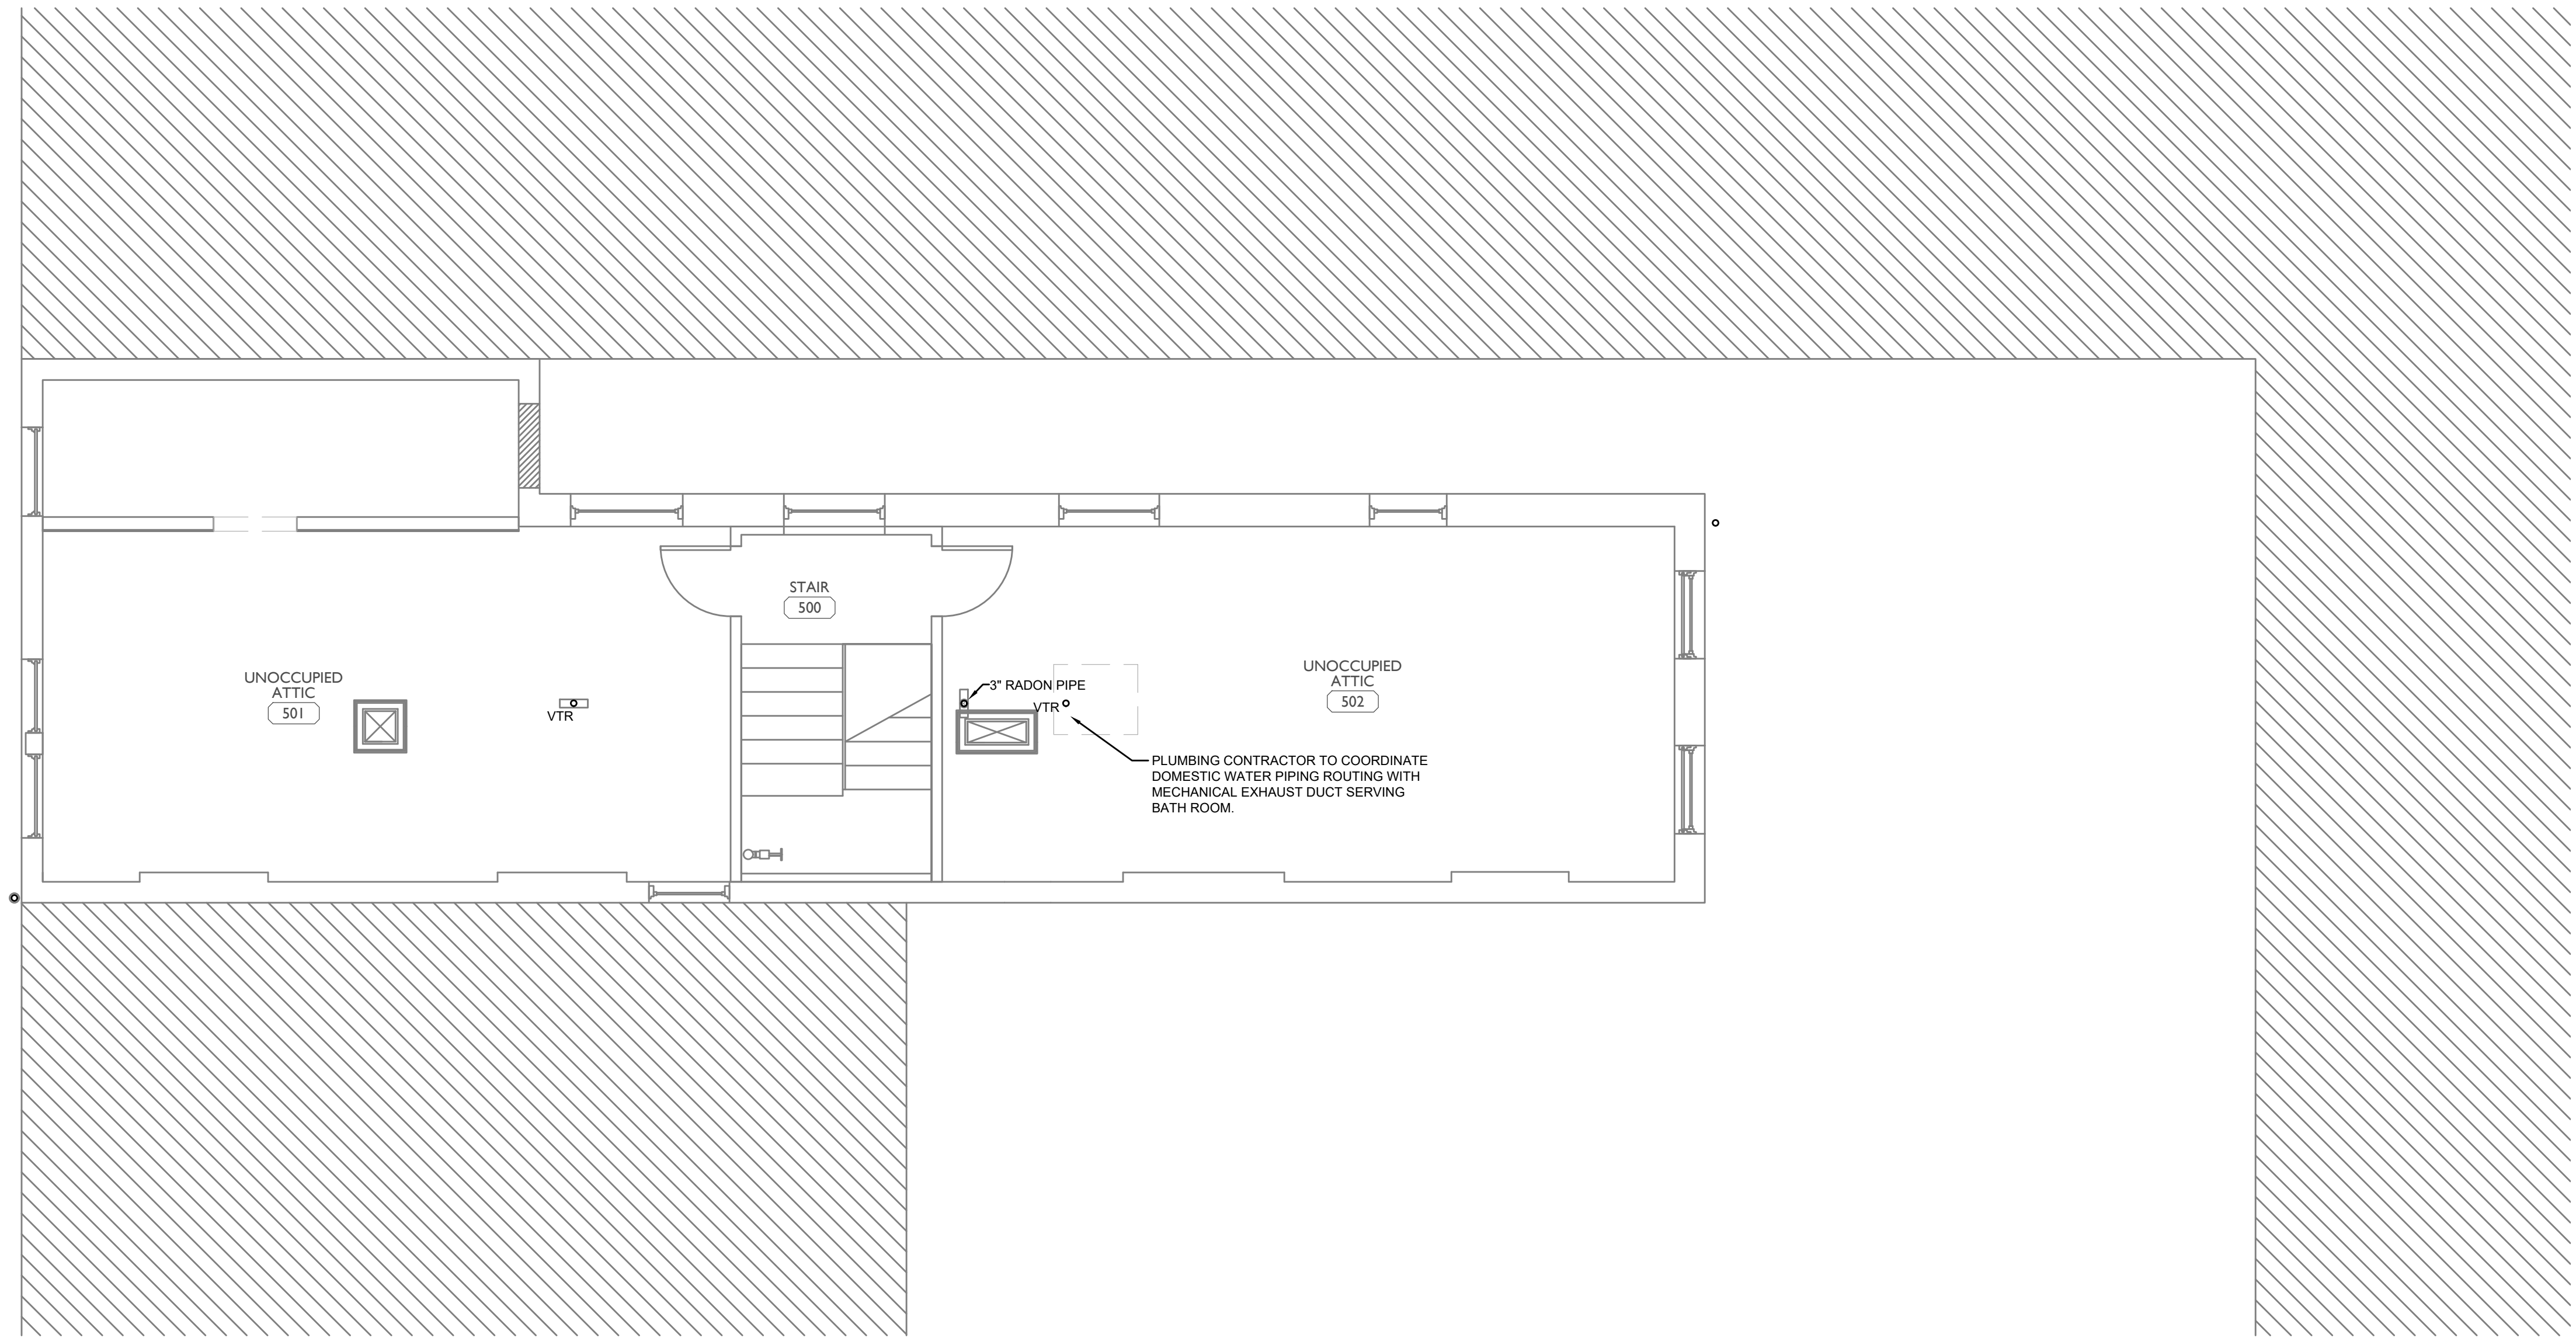 STAIR
500
UNOCCUPIED
ATTIC
501
VTR
3" RADON PIPE
VTR
UNOCCUPIED
ATTIC
502
PLUMBING CONTRACTOR TO COORDINATE
DOMESTIC WATER PIPING ROUTING WITH
MECHANICAL EXHAUST DUCT SERVING
BATH ROOM.